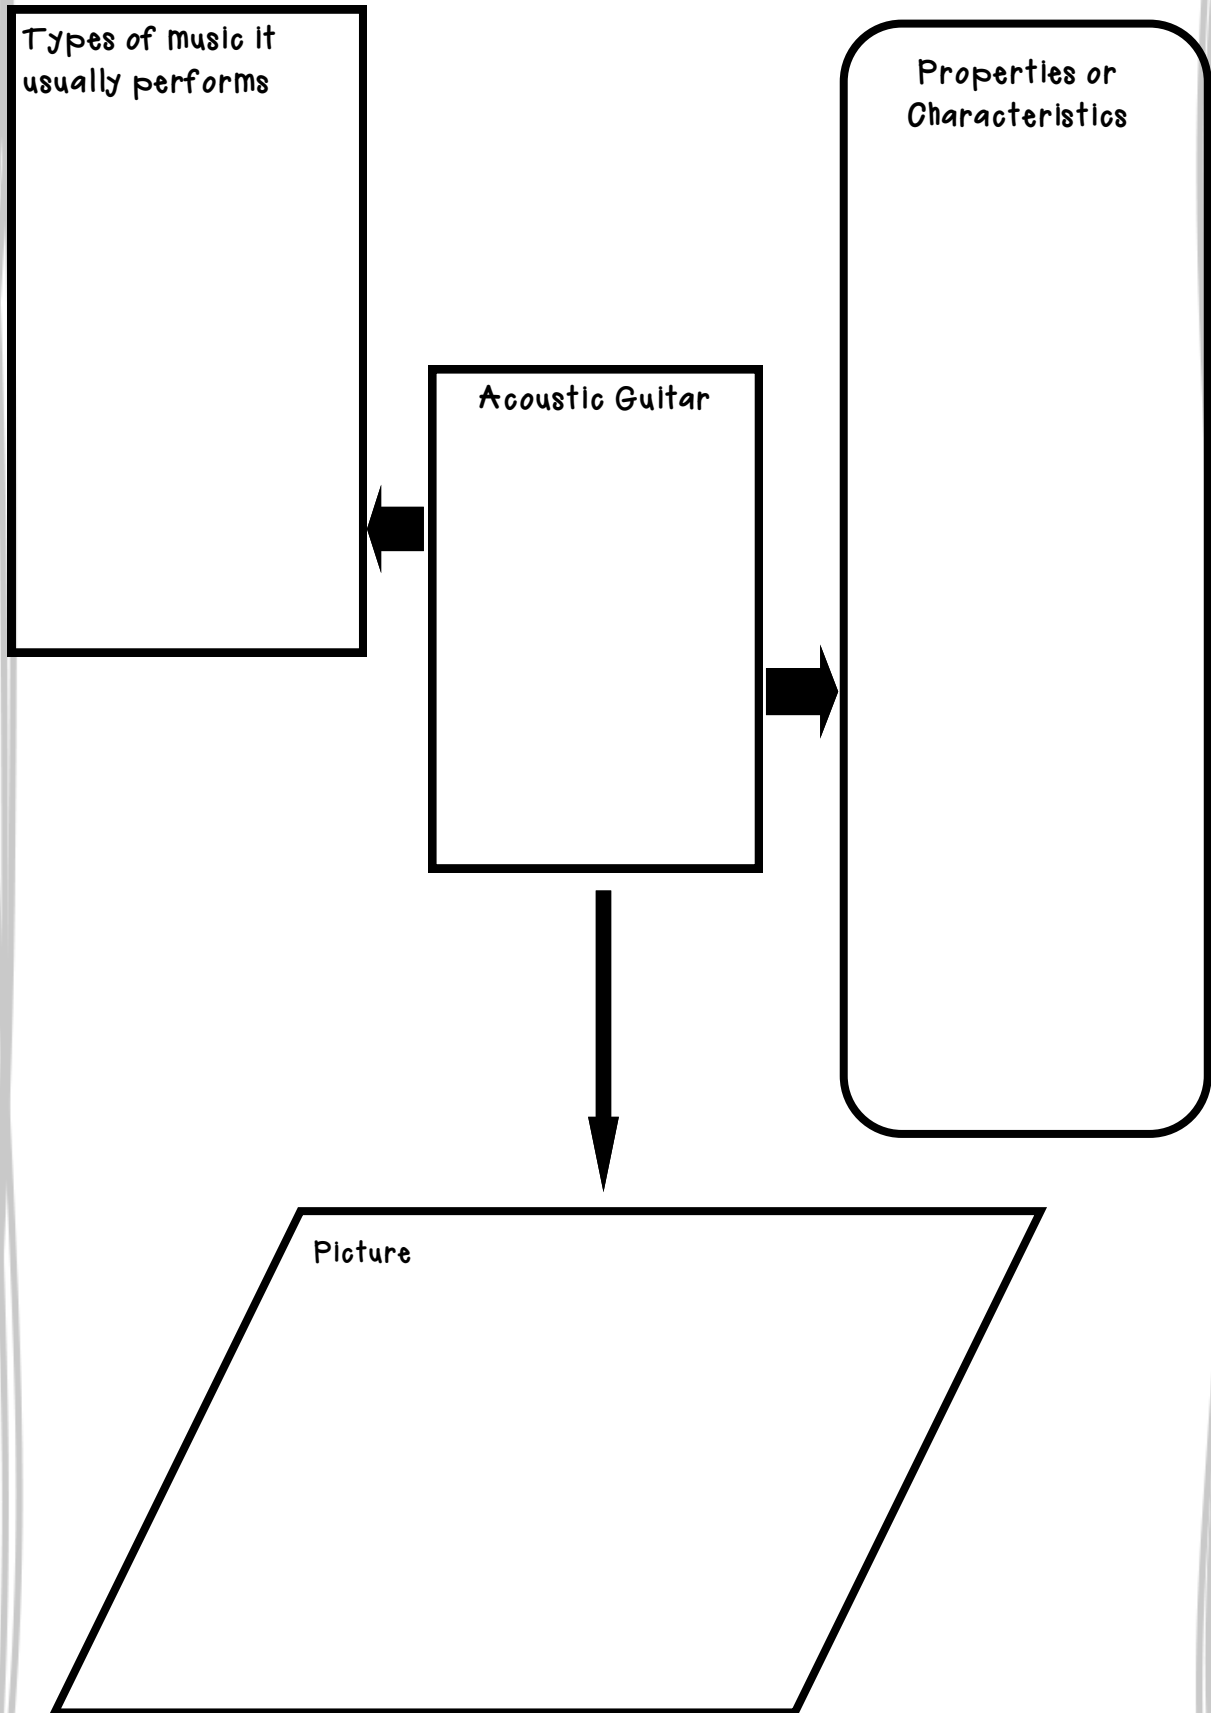 Types of music it
usually performs
Properties or
Characteristics
Acoustic Guitar
Picture